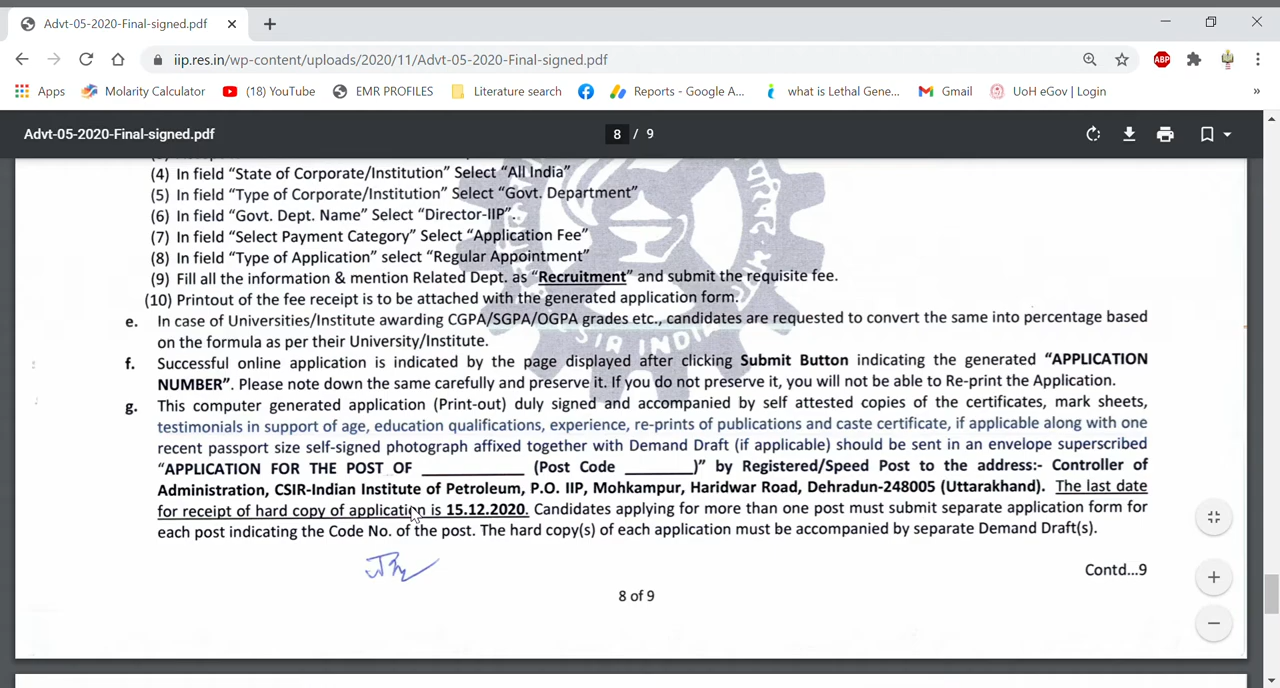 Advt-05-2020-Final-signed.pdf
iip.res.in/wp-content/uploads/2020/11/Advt-05-2020-Final-signed.pdf
ABP
Apps Molarity Calculator (18) YouTube EMR PROFILES Literature search Reports - Google A... what is Lethal Gene... Gmail UoH eGov | Login »
Advt-05-2020-Final-signed.pdf 8 / 9
(4) In field “State of Corporate/Institution” Select “All India”
(5) In field “Type of Corporate/Institution” Select “Govt. Department”
(6) In field “Govt. Dept. Name” Select “Director-IIP”.
(7) In field “Select Payment Category” Select “Application Fee”
(8) In field “Type of Application” select “Regular Appointment”
(9) Fill all the information & mention Related Dept. as “Recruitment” and submit the requisite fee.
(10) Printout of the fee receipt is to be attached with the generated application form.
e. In case of Universities/Institute awarding CGPA/SGPA/OGPA grades etc., candidates are requested to convert the same into percentage based
on the formula as per their University/Institute.
f. Successful online application is indicated by the page displayed after clicking Submit Button indicating the generated “APPLICATION
NUMBER”. Please note down the same carefully and preserve it. If you do not preserve it, you will not be able to Re-print the Application.
g. This computer generated application (Print-out) duly signed and accompanied by self attested copies of the certificates, mark sheets,
testimonials in support of age, education qualifications, experience, re-prints of publications and caste certificate, if applicable along with one
recent passport size self-signed photograph affixed together with Demand Draft (if applicable) should be sent in an envelope superscribed
“APPLICATION FOR THE POST OF ____________ (Post Code ________)” by Registered/Speed Post to the address:- Controller of
Administration, CSIR-Indian Institute of Petroleum, P.O. IIP, Mohkampur, Haridwar Road, Dehradun-248005 (Uttarakhand). The last date
for receipt of hard copy of application is 15.12.2020. Candidates applying for more than one post must submit separate application form for
each post indicating the Code No. of the post. The hard copy(s) of each application must be accompanied by separate Demand Draft(s).
Contd...9
8 of 9